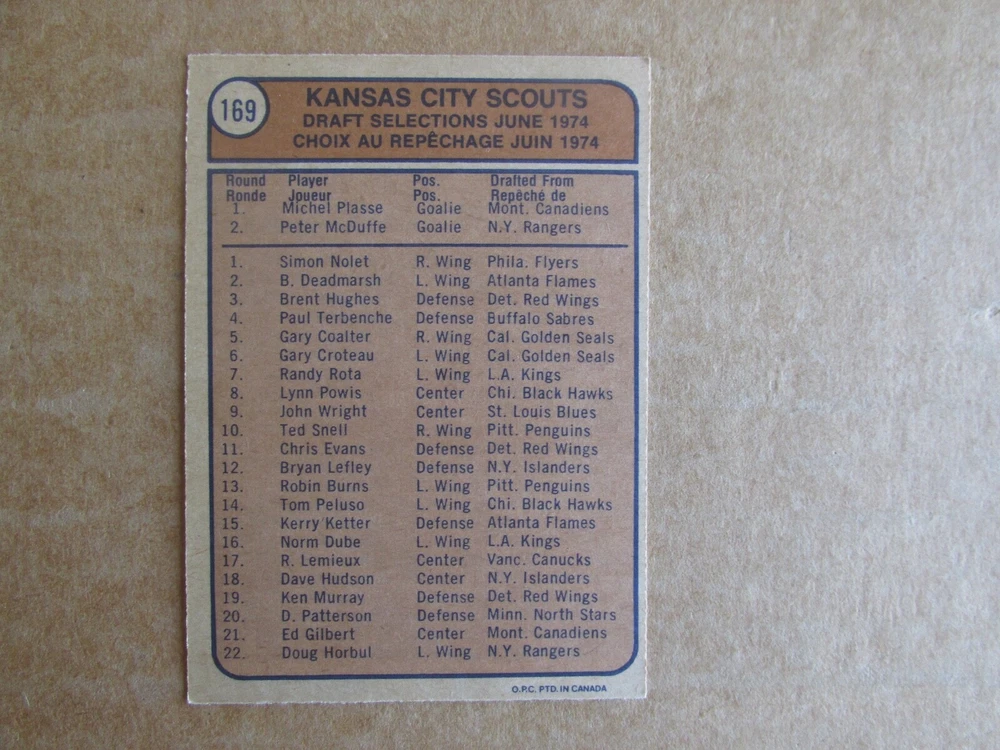 169
KANSAS CITY SCOUTS
DRAFT SELECTIONS JUNE 1974
CHOIX AU REPÊCHAGE JUIN 1974
Round Player Pos. Drafted From
Ronde Joueur Pos. Repêché de
1. Michel Plasse Goalie Mont. Canadiens
2. Peter McDuffe Goalie N.Y. Rangers
1. Simon Nolet R. Wing Phila. Flyers
2. B. Deadmarsh L. Wing Atlanta Flames
3. Brent Hughes Defense Det. Red Wings
4. Paul Terbenche Defense Buffalo Sabres
5. Gary Coalter R. Wing Cal. Golden Seals
6. Gary Croteau L. Wing Cal. Golden Seals
7. Randy Rota L. Wing L.A. Kings
8. Lynn Powis Center Chi. Black Hawks
9. John Wright Center St. Louis Blues
10. Ted Snell R. Wing Pitt. Penguins
11. Chris Evans Defense Det. Red Wings
12. Bryan Lefley Defense N.Y. Islanders
13. Robin Burns L. Wing Pitt. Penguins
14. Tom Peluso L. Wing Chi. Black Hawks
15. Kerry Ketter Defense Atlanta Flames
16. Norm Dube L. Wing L.A. Kings
17. R. Lemieux Center Vanc. Canucks
18. Dave Hudson Center N.Y. Islanders
19. Ken Murray Defense Det. Red Wings
20. D. Patterson Defense Minn. North Stars
21. Ed Gilbert Center Mont. Canadiens
22. Doug Horbul L. Wing N.Y. Rangers
O.P.C. PTD. IN CANADA